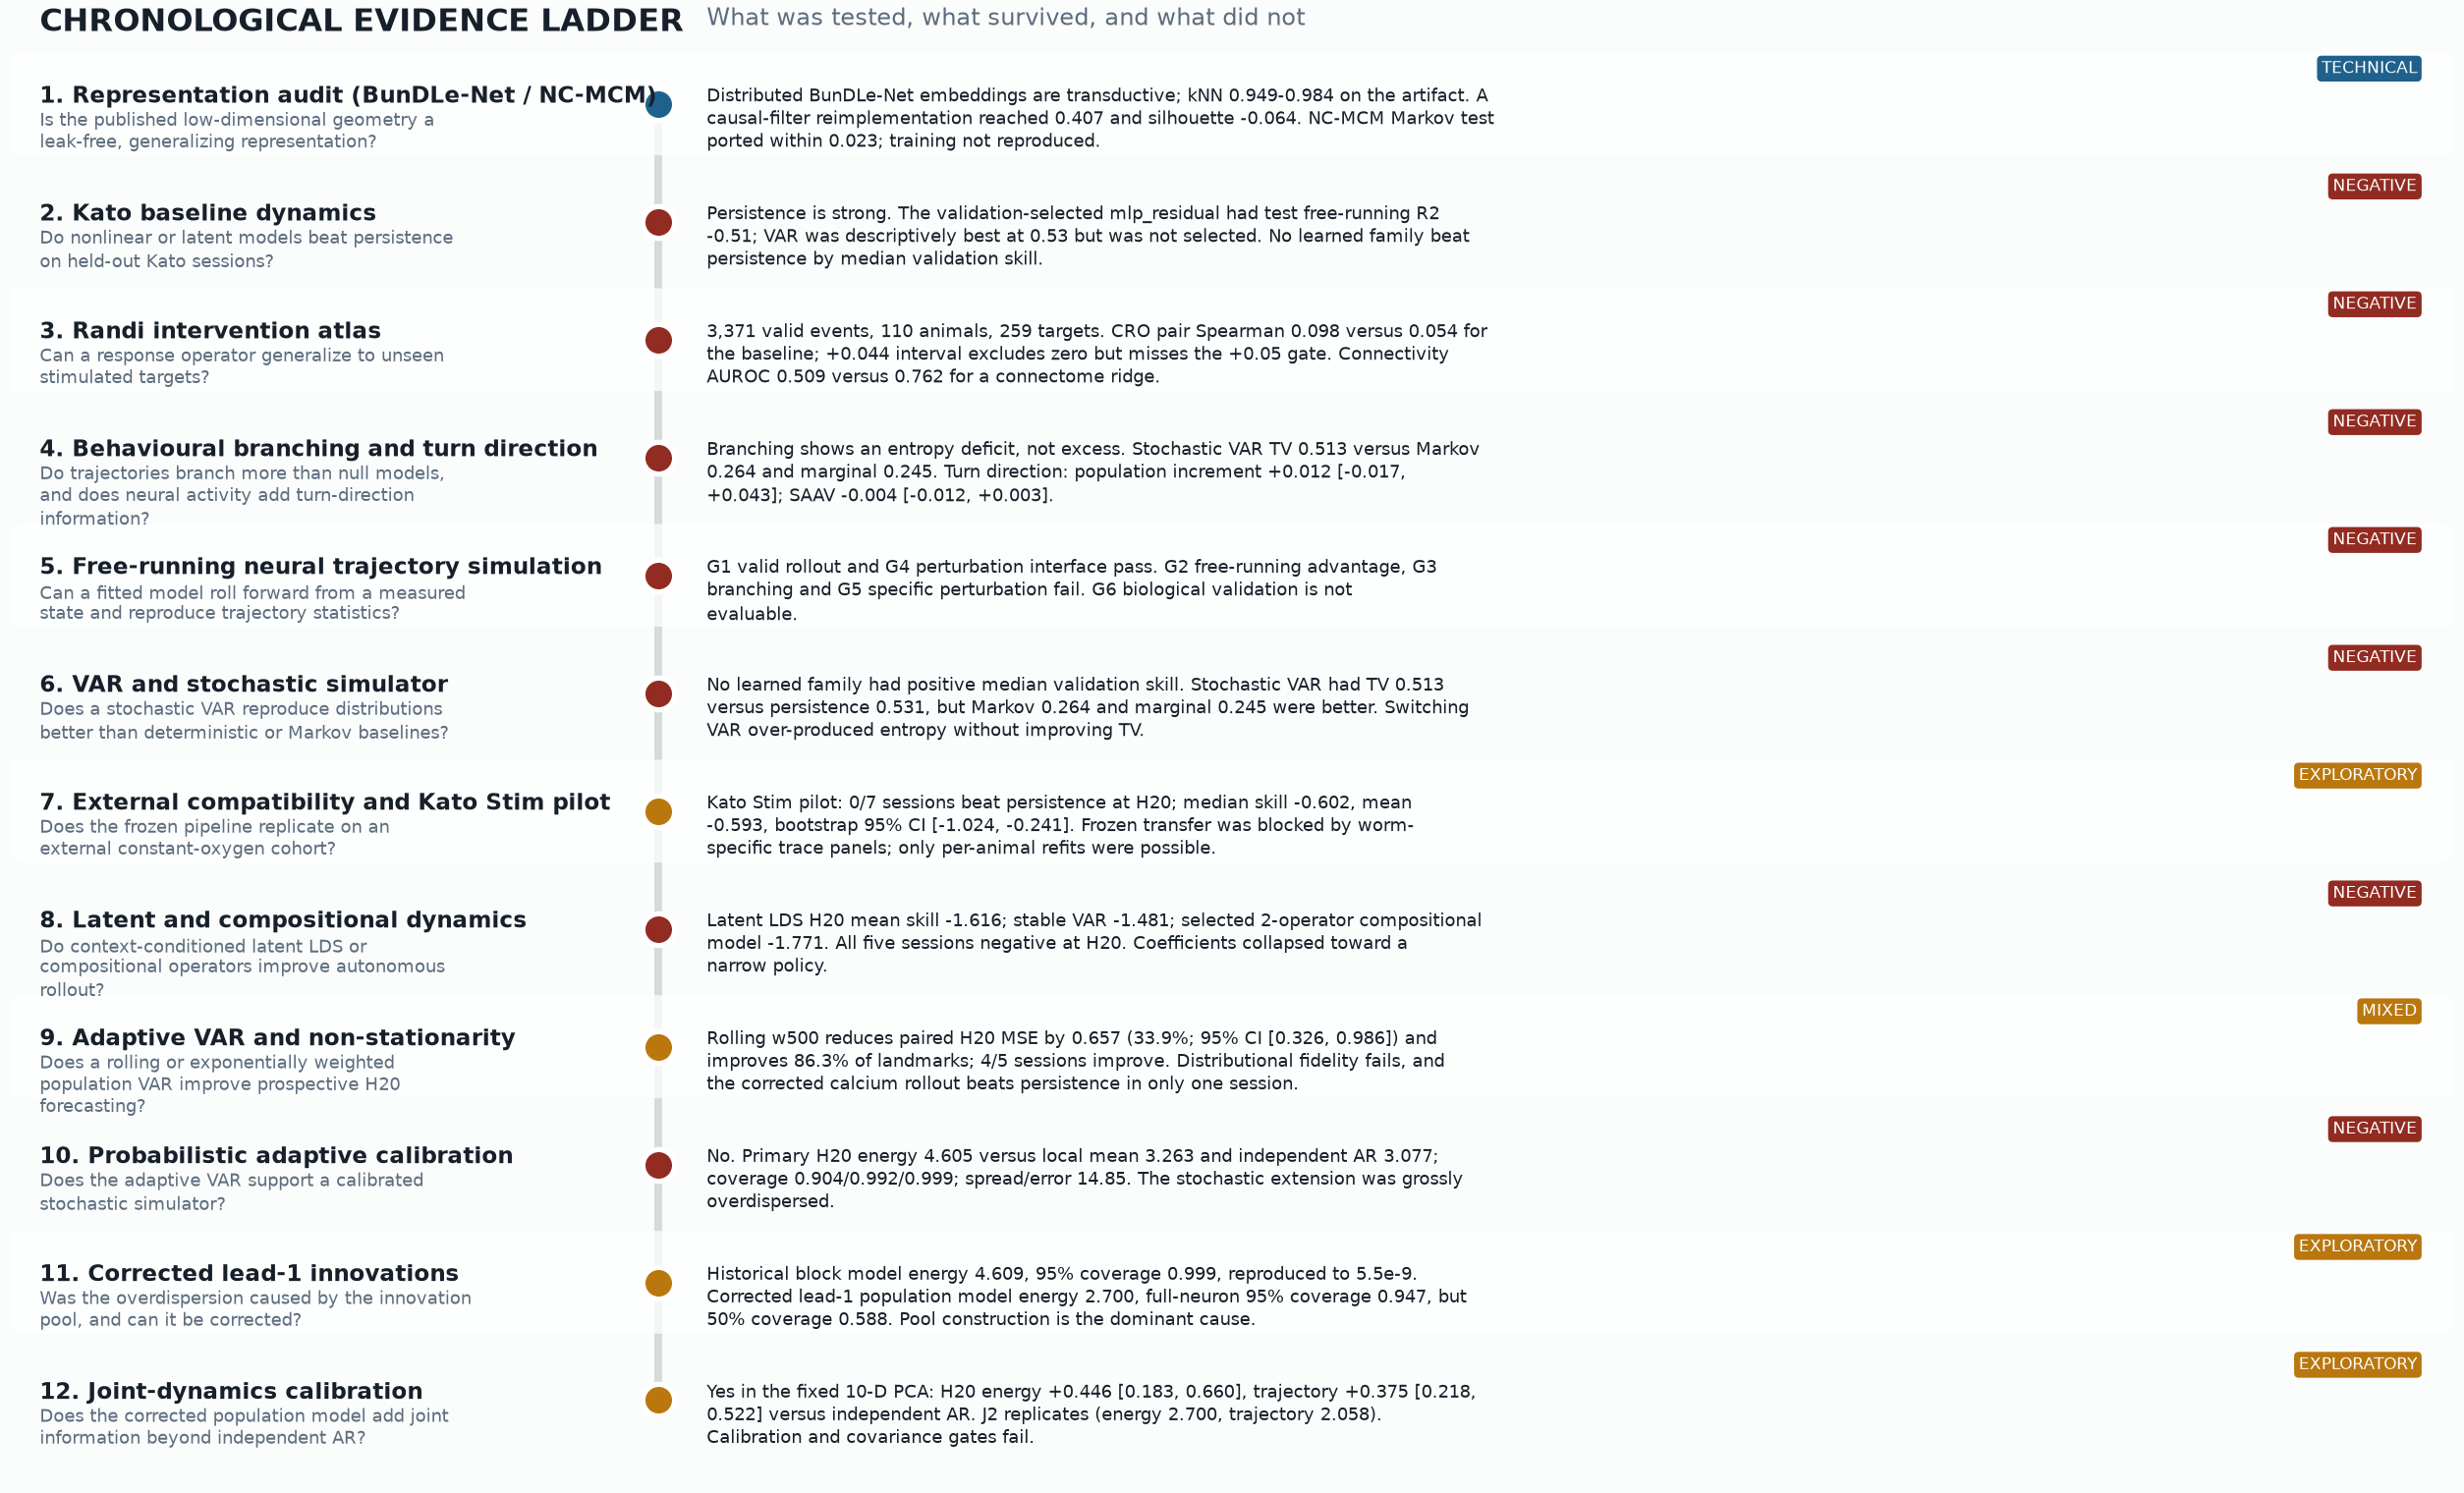 CHRONOLOGICAL EVIDENCE LADDER What was tested, what survived, and what did not
TECHNICAL
1. Representation audit (BunDLe-Net / NC-MCM)
Is the published low-dimensional geometry a
leak-free, generalizing representation?
Distributed BunDLe-Net embeddings are transductive; kNN 0.949-0.984 on the artifact. A
causal-filter reimplementation reached 0.407 and silhouette -0.064. NC-MCM Markov test
ported within 0.023; training not reproduced.
NEGATIVE
2. Kato baseline dynamics
Do nonlinear or latent models beat persistence
on held-out Kato sessions?
Persistence is strong. The validation-selected mlp_residual had test free-running R2
-0.51; VAR was descriptively best at 0.53 but was not selected. No learned family beat
persistence by median validation skill.
NEGATIVE
3. Randi intervention atlas
Can a response operator generalize to unseen
stimulated targets?
3,371 valid events, 110 animals, 259 targets. CRO pair Spearman 0.098 versus 0.054 for
the baseline; +0.044 interval excludes zero but misses the +0.05 gate. Connectivity
AUROC 0.509 versus 0.762 for a connectome ridge.
NEGATIVE
4. Behavioural branching and turn direction
Do trajectories branch more than null models,
and does neural activity add turn-direction
information?
Branching shows an entropy deficit, not excess. Stochastic VAR TV 0.513 versus Markov
0.264 and marginal 0.245. Turn direction: population increment +0.012 [-0.017,
+0.043]; SAAV -0.004 [-0.012, +0.003].
NEGATIVE
5. Free-running neural trajectory simulation
Can a fitted model roll forward from a measured
state and reproduce trajectory statistics?
G1 valid rollout and G4 perturbation interface pass. G2 free-running advantage, G3
branching and G5 specific perturbation fail. G6 biological validation is not
evaluable.
NEGATIVE
6. VAR and stochastic simulator
Does a stochastic VAR reproduce distributions
better than deterministic or Markov baselines?
No learned family had positive median validation skill. Stochastic VAR had TV 0.513
versus persistence 0.531, but Markov 0.264 and marginal 0.245 were better. Switching
VAR over-produced entropy without improving TV.
EXPLORATORY
7. External compatibility and Kato Stim pilot
Does the frozen pipeline replicate on an
external constant-oxygen cohort?
Kato Stim pilot: 0/7 sessions beat persistence at H20; median skill -0.602, mean
-0.593, bootstrap 95% CI [-1.024, -0.241]. Frozen transfer was blocked by worm-
specific trace panels; only per-animal refits were possible.
NEGATIVE
8. Latent and compositional dynamics
Do context-conditioned latent LDS or
compositional operators improve autonomous
rollout?
Latent LDS H20 mean skill -1.616; stable VAR -1.481; selected 2-operator compositional
model -1.771. All five sessions negative at H20. Coefficients collapsed toward a
narrow policy.
MIXED
9. Adaptive VAR and non-stationarity
Does a rolling or exponentially weighted
population VAR improve prospective H20
forecasting?
Rolling w500 reduces paired H20 MSE by 0.657 (33.9%; 95% CI [0.326, 0.986]) and
improves 86.3% of landmarks; 4/5 sessions improve. Distributional fidelity fails, and
the corrected calcium rollout beats persistence in only one session.
NEGATIVE
10. Probabilistic adaptive calibration
Does the adaptive VAR support a calibrated
stochastic simulator?
No. Primary H20 energy 4.605 versus local mean 3.263 and independent AR 3.077;
coverage 0.904/0.992/0.999; spread/error 14.85. The stochastic extension was grossly
overdispersed.
EXPLORATORY
11. Corrected lead-1 innovations
Was the overdispersion caused by the innovation
pool, and can it be corrected?
Historical block model energy 4.609, 95% coverage 0.999, reproduced to 5.5e-9.
Corrected lead-1 population model energy 2.700, full-neuron 95% coverage 0.947, but
50% coverage 0.588. Pool construction is the dominant cause.
EXPLORATORY
12. Joint-dynamics calibration
Does the corrected population model add joint
information beyond independent AR?
Yes in the fixed 10-D PCA: H20 energy +0.446 [0.183, 0.660], trajectory +0.375 [0.218,
0.522] versus independent AR. J2 replicates (energy 2.700, trajectory 2.058).
Calibration and covariance gates fail.